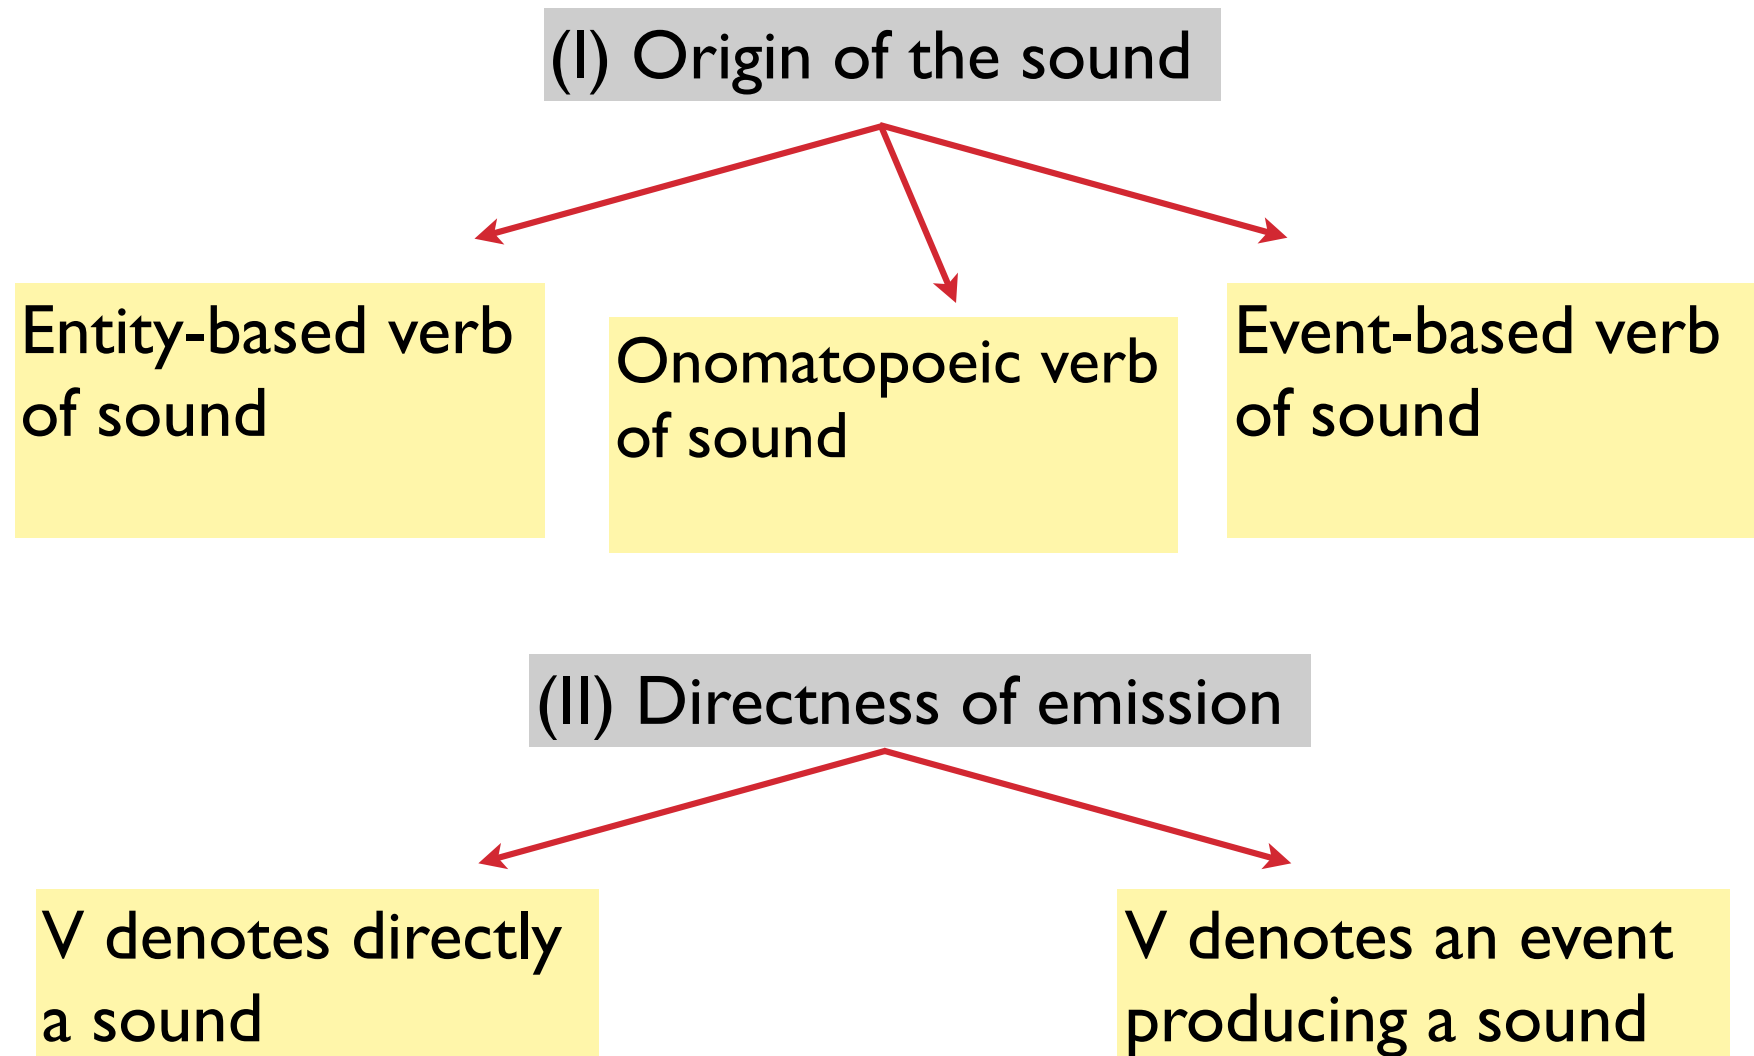 (I) Origin of the sound
Entity-based verb
of sound
Onomatopoeic verb
of sound
Event-based verb
of sound
(II) Directness of emission
V denotes directly
a sound
V denotes an event
producing a sound